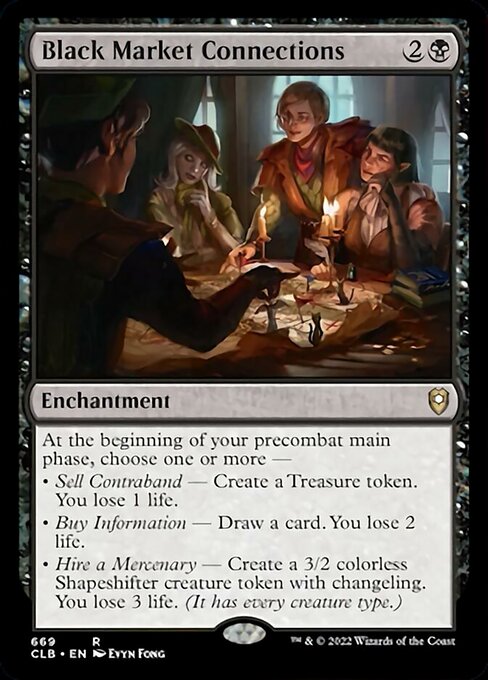 Black Market Connections 2
Enchantment
At the beginning of your precombat main
phase, choose one or more —
• Sell Contraband — Create a Treasure token.
You lose 1 life.
• Buy Information — Draw a card. You lose 2
life.
• Hire a Mercenary — Create a 3/2 colorless
Shapeshifter creature token with changeling.
You lose 3 life. (It has every creature type.)
669 R
CLB • EN Evyn Fong
™ & © 2022 Wizards of the Coast